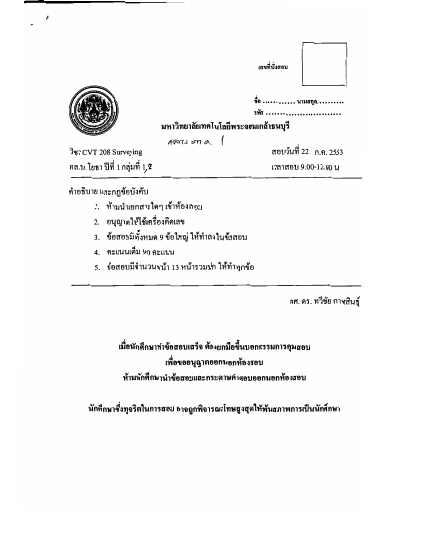 เลขที่นั่งสอบ
ชื่อ ............ นามสกุล..........
รหัส ..............................
มหาวิทยาลัยเทคโนโลยีพระจอมเกล้าธนบุรี
วิชา CVT 208 Surveying สอบวันที่ 22 ก.ค. 2553
คอ.บ. โยธา ปีที่ 1 กลุ่มที่ 1,2 เวลาสอบ 9.00-12.00 น
คำอธิบาย และกฎข้อบังคับ
1. ห้ามนำเอกสารใดๆ เข้าห้องสอบ
2. อนุญาตให้ใช้เครื่องคิดเลข
3. ข้อสอบมีทั้งหมด 9 ข้อใหญ่ ให้ทำลงในข้อสอบ
4. คะแนนเต็ม 90 คะแนน
5. ข้อสอบมีจำนวนหน้า 13 หน้ารวมปก ให้ทำทุกข้อ
ผศ. ดร. ทวีชัย กาฬสินธุ์
เมื่อนักศึกษาทำข้อสอบเสร็จ ต้องยกมือขึ้นบอกกรรมการคุมสอบ
เพื่อขออนุญาตออกนอกห้องสอบ
ห้ามนักศึกษานำข้อสอบและกระดาษคำตอบออกนอกห้องสอบ
นักศึกษาซึ่งทุจริตในการสอบ อาจถูกพิจารณาโทษสูงสุดให้พ้นสภาพการเป็นนักศึกษา